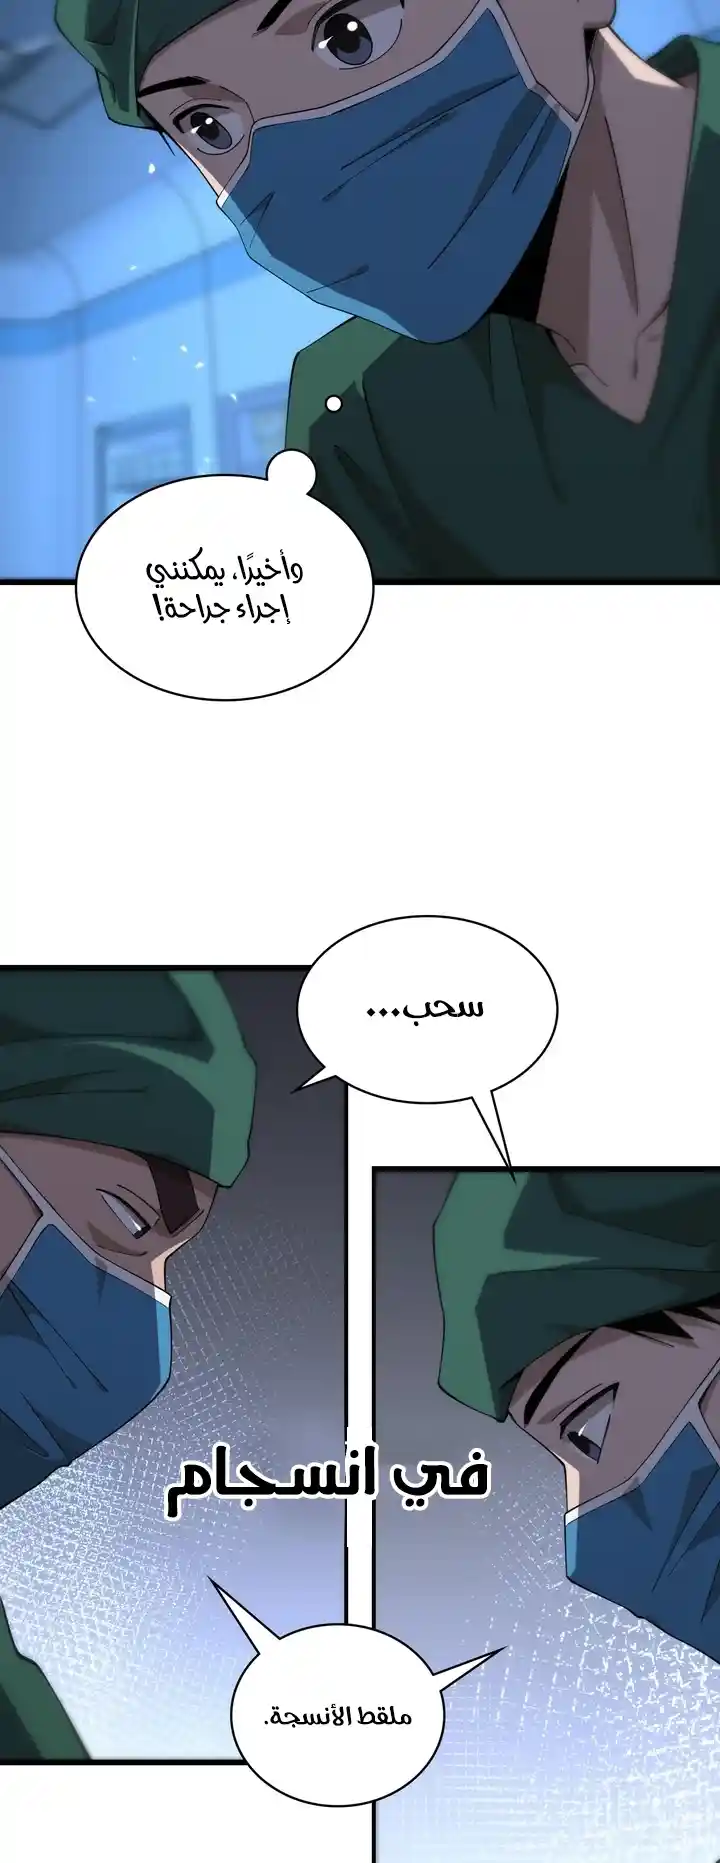 وأخيرًا، يمكنني
إجراء جراحة!
سحب...
في انسجام
ملقط الأنسجة.